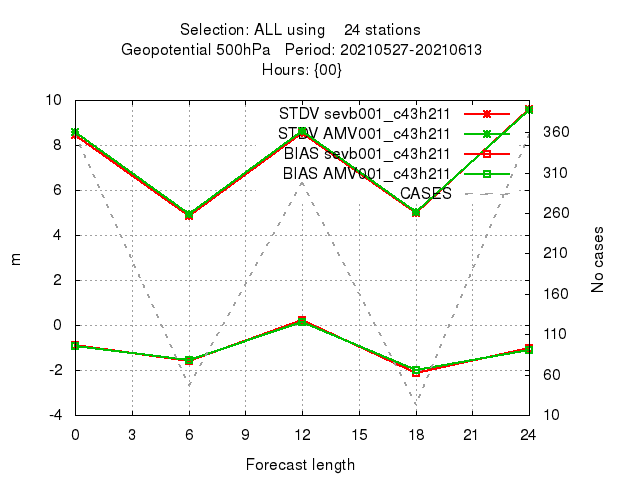 Selection: ALL using    24 stations
Geopotential 500hPa   Period: 20210527-20210613
Hours: {00}
STDV sevb001_c43h211
STDV AMV001_c43h211
BIAS sevb001_c43h211
BIAS AMV001_c43h211
CASES
10
8
6
4
2
0
-2
-4
m
360
310
260
210
160
110
60
10
No cases
0 3 6 9 12 15 18 21 24
Forecast length